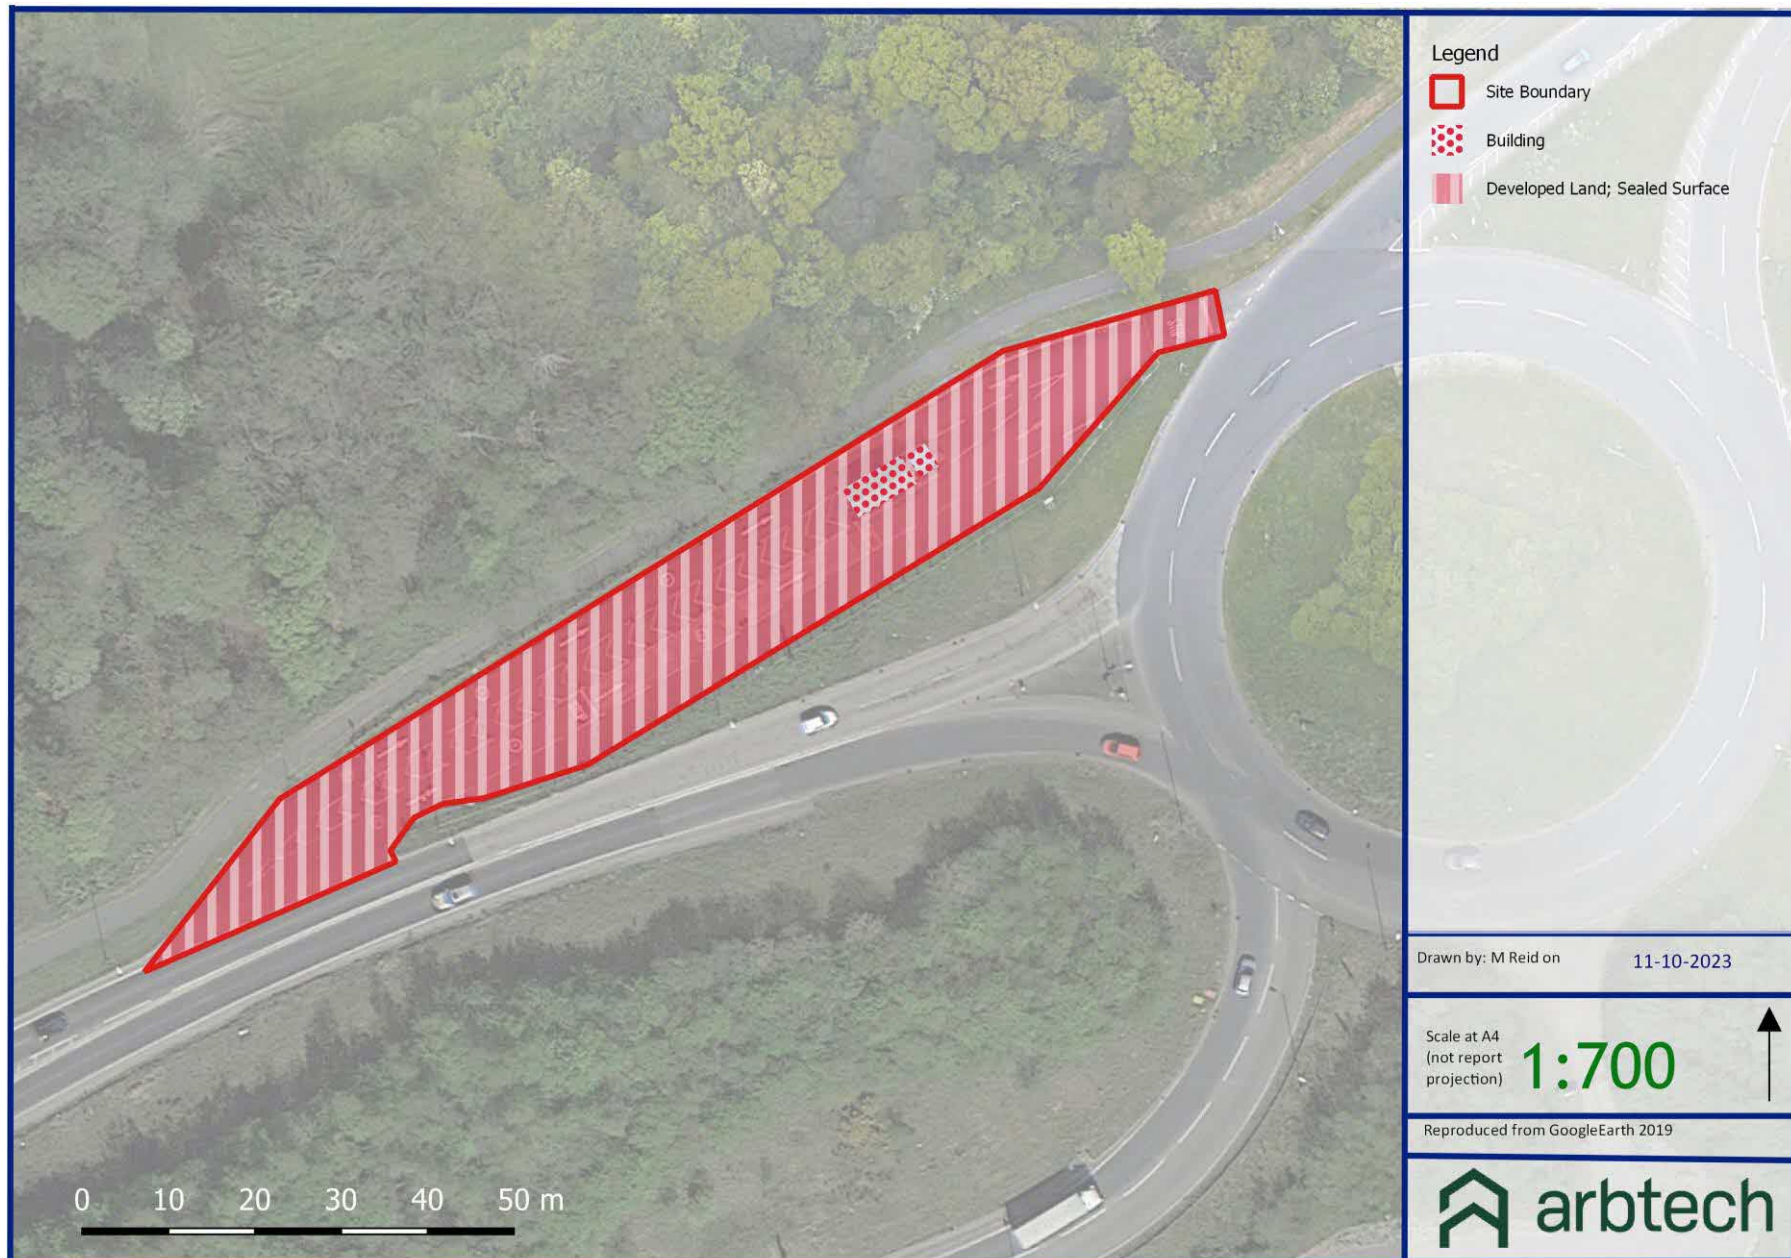 Legend
Site Boundary
Building
Developed Land; Sealed Surface
Drawn by: M Reid on 11-10-2023
Scale at A4
(not report
projection)
1:700
Reproduced from GoogleEarth 2019
arbtech
0 10 20 30 40 50 m